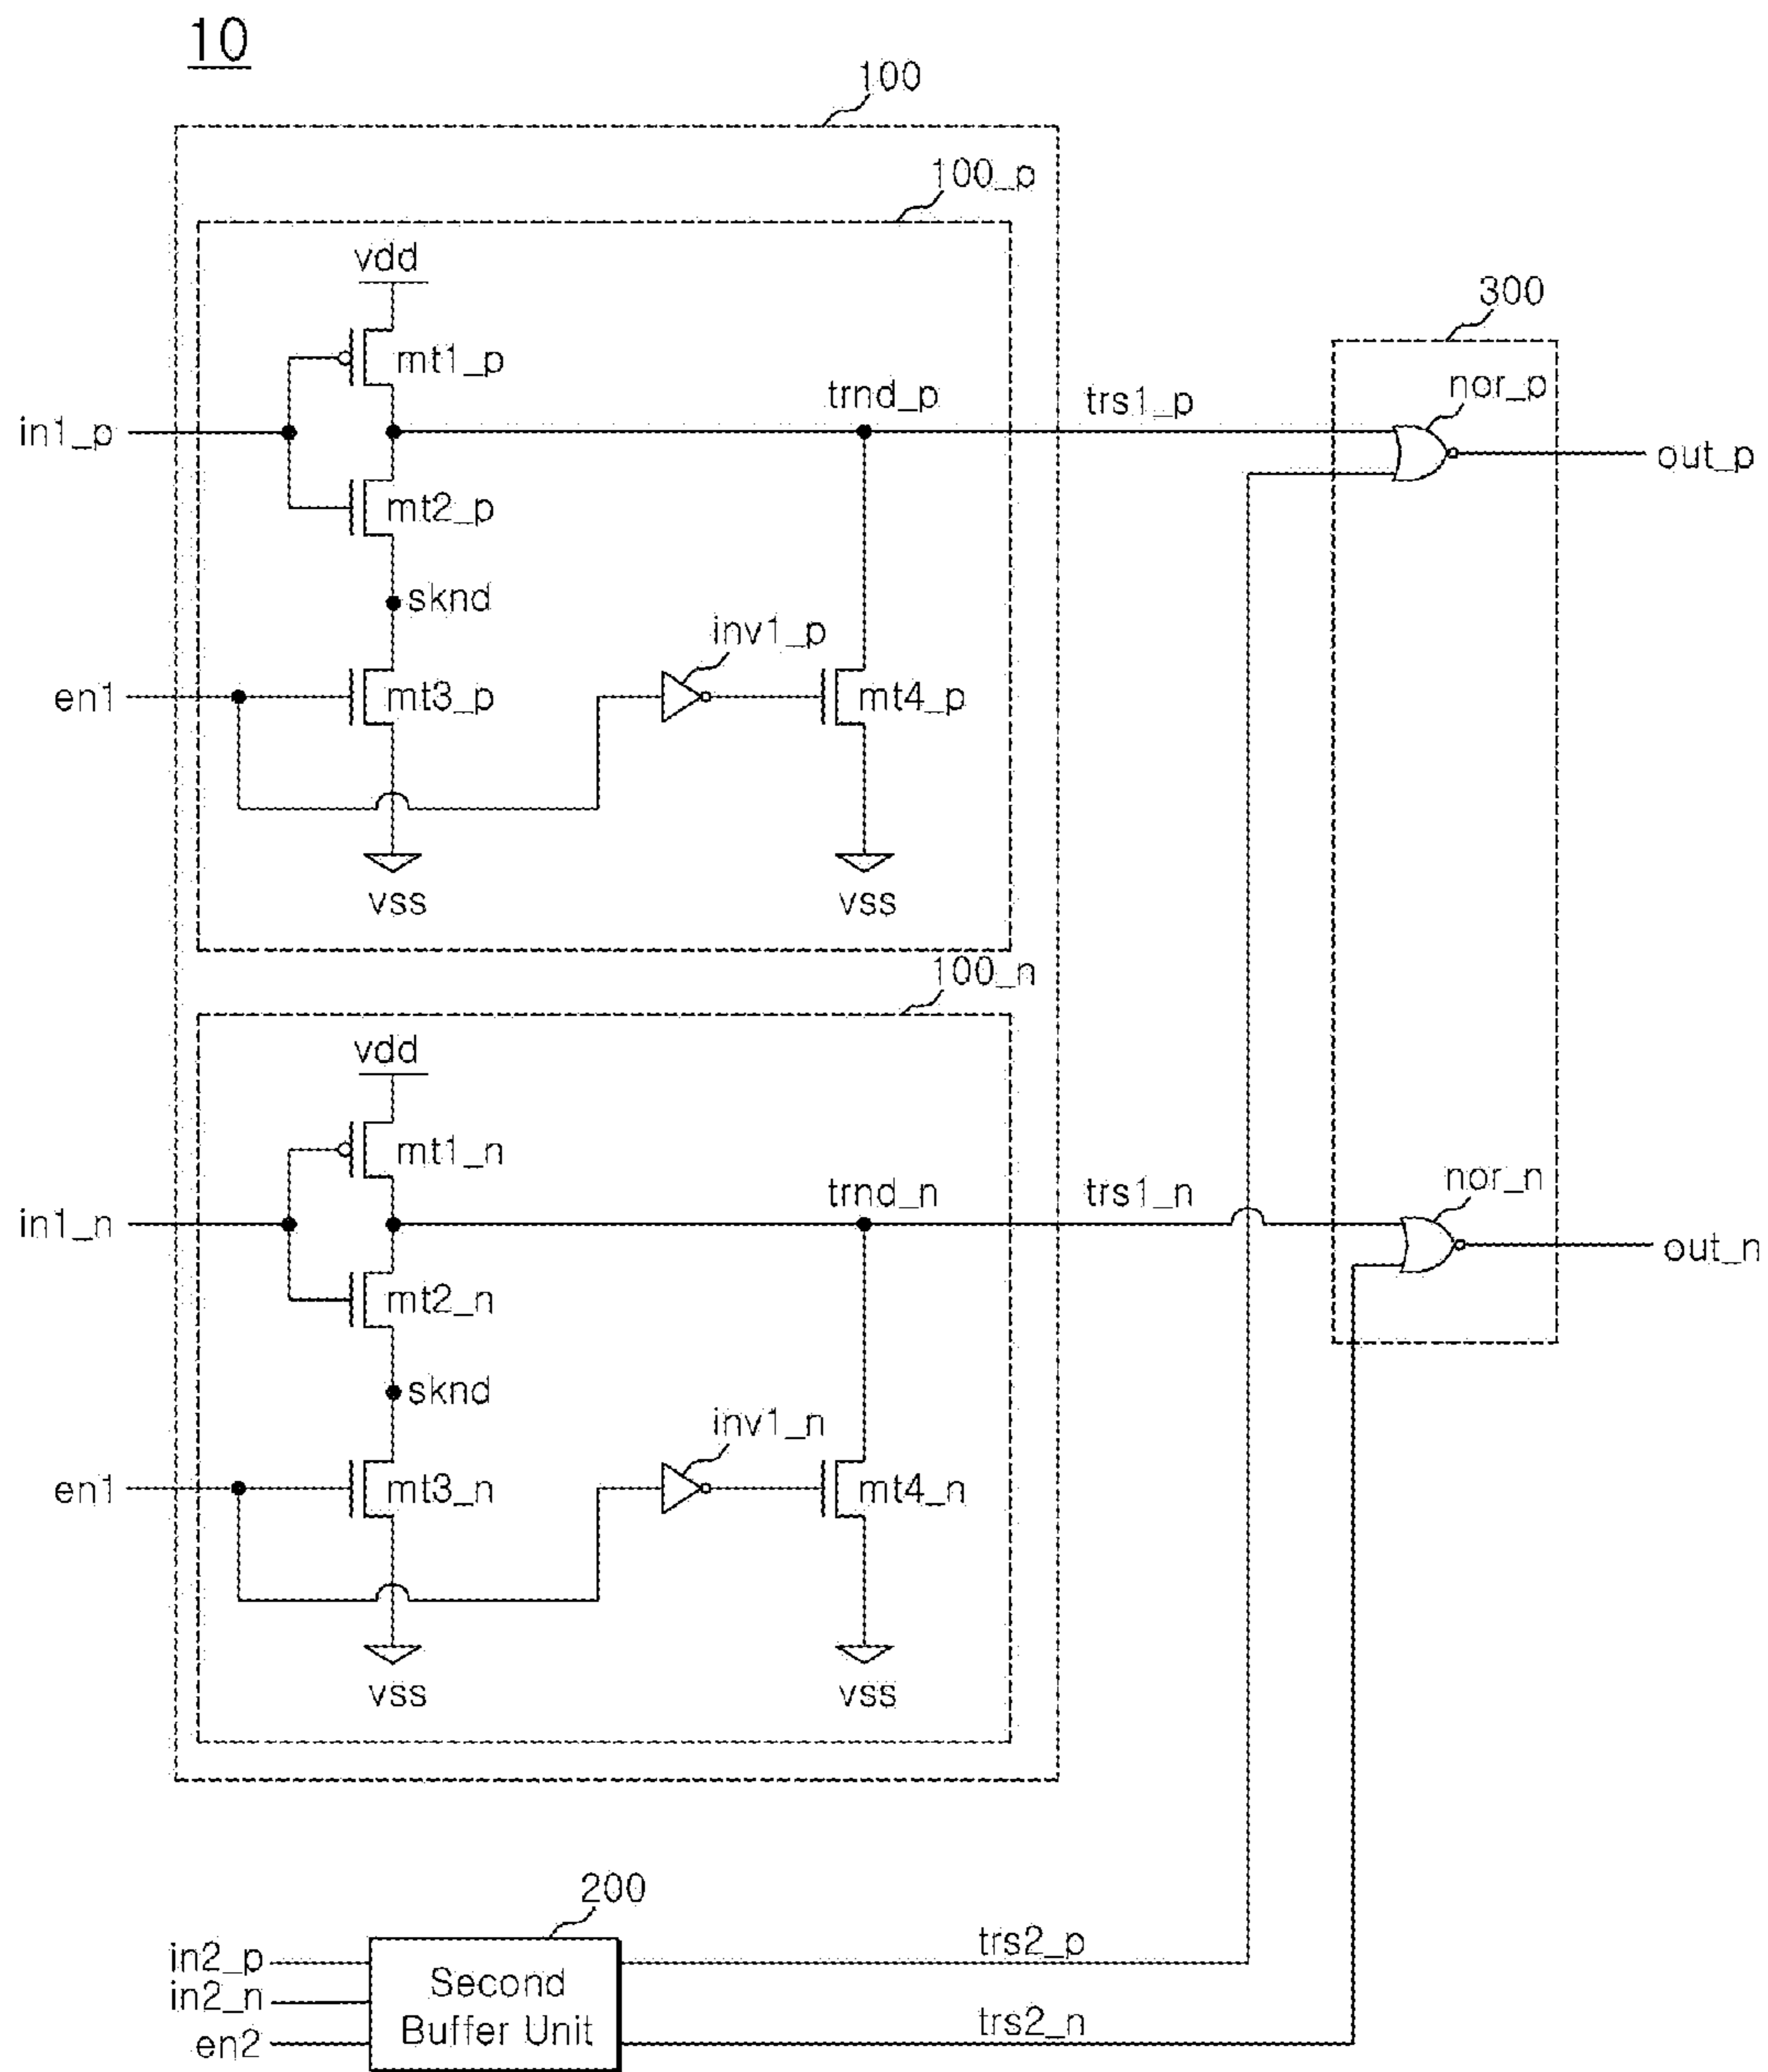 10
100
100_p
vdd
300
mt1_p
nor_p
trnd_p
trs1_p
in1_p
out_p
mt2_p
sknd
inv1_p
en1
mt3_p
mt4_p
vss
vss
100_n
vdd
mt1_n
nor_n
trnd_n
trs1_n
in1_n
out_n
mt2_n
sknd
inv1_n
en1
mt3_n
mt4_n
vss
vss
200
in2_p
trs2_p
in2_n
Second
Buffer Unit
en2
trs2_n